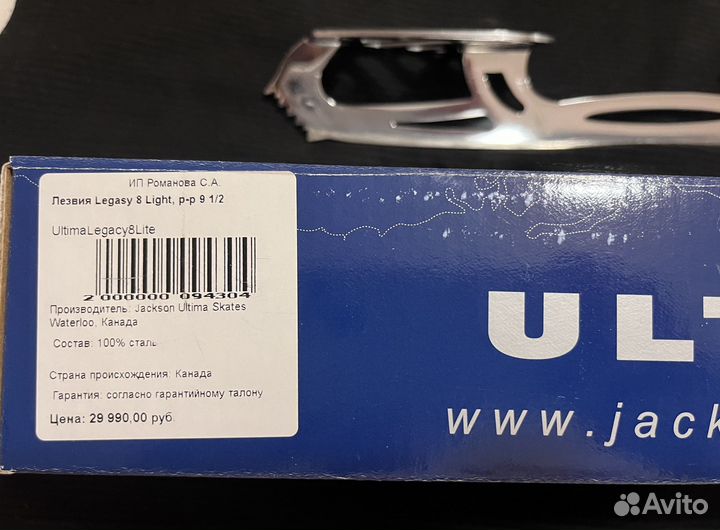 ИП Романова С.А.
Лезвия Legasy 8 Light, р-р 9 1/2
UltimaLegacy8Lite
2 000000 094304
Производитель: Jackson Ultima Skates
Waterloo, Канада
Состав: 100% сталь
Страна происхождения: Канада
Гарантия: согласно гарантийному талону
Цена: 29 990,00 руб.
ULT
www.jack
Avito